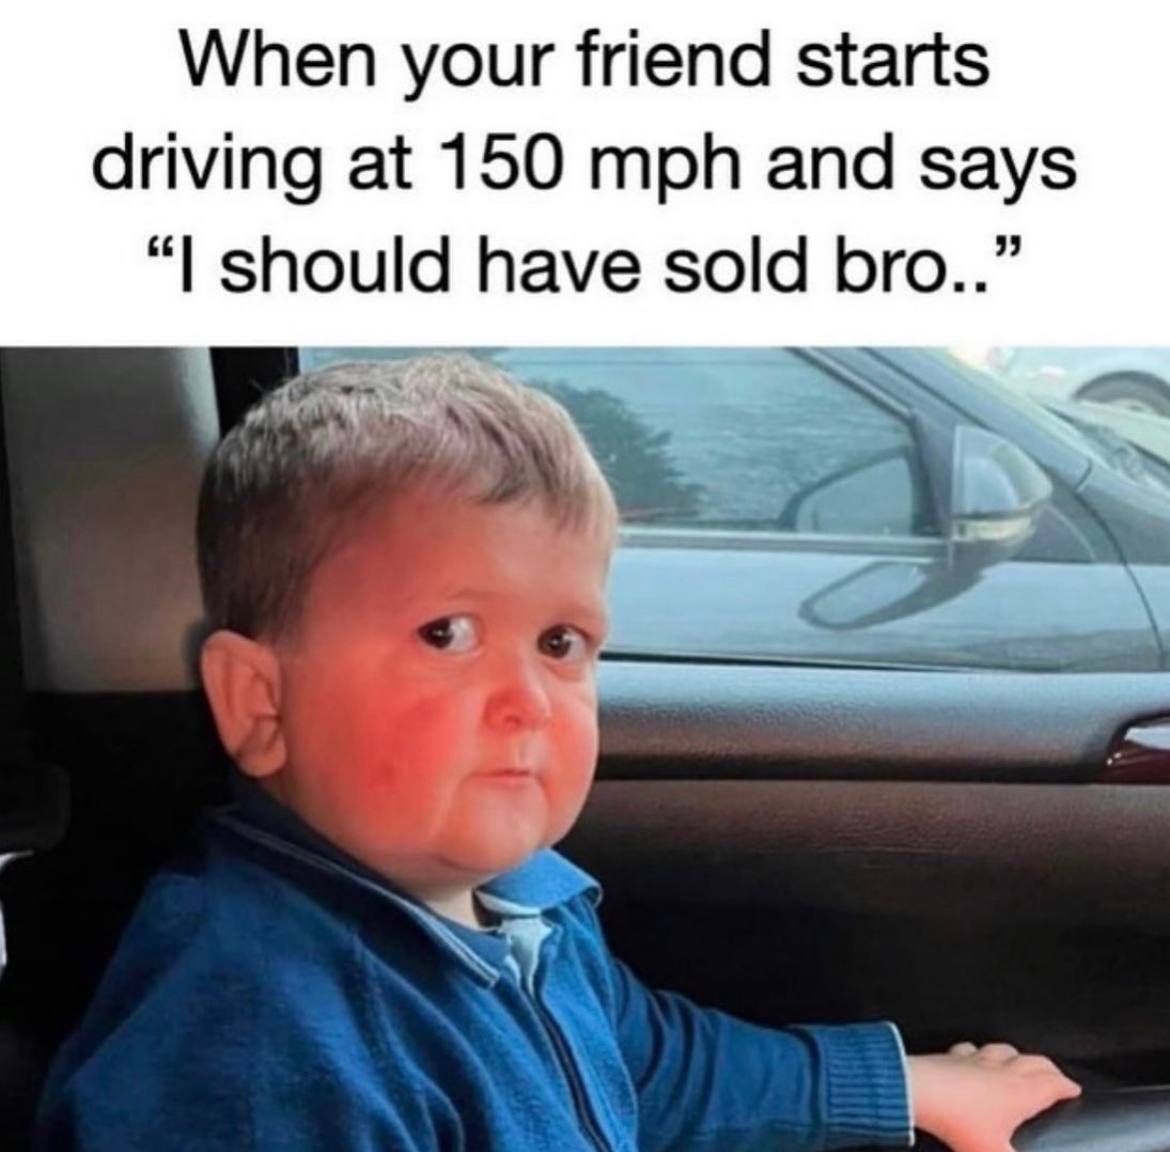 When your friend starts
driving at 150 mph and says
“I should have sold bro..”